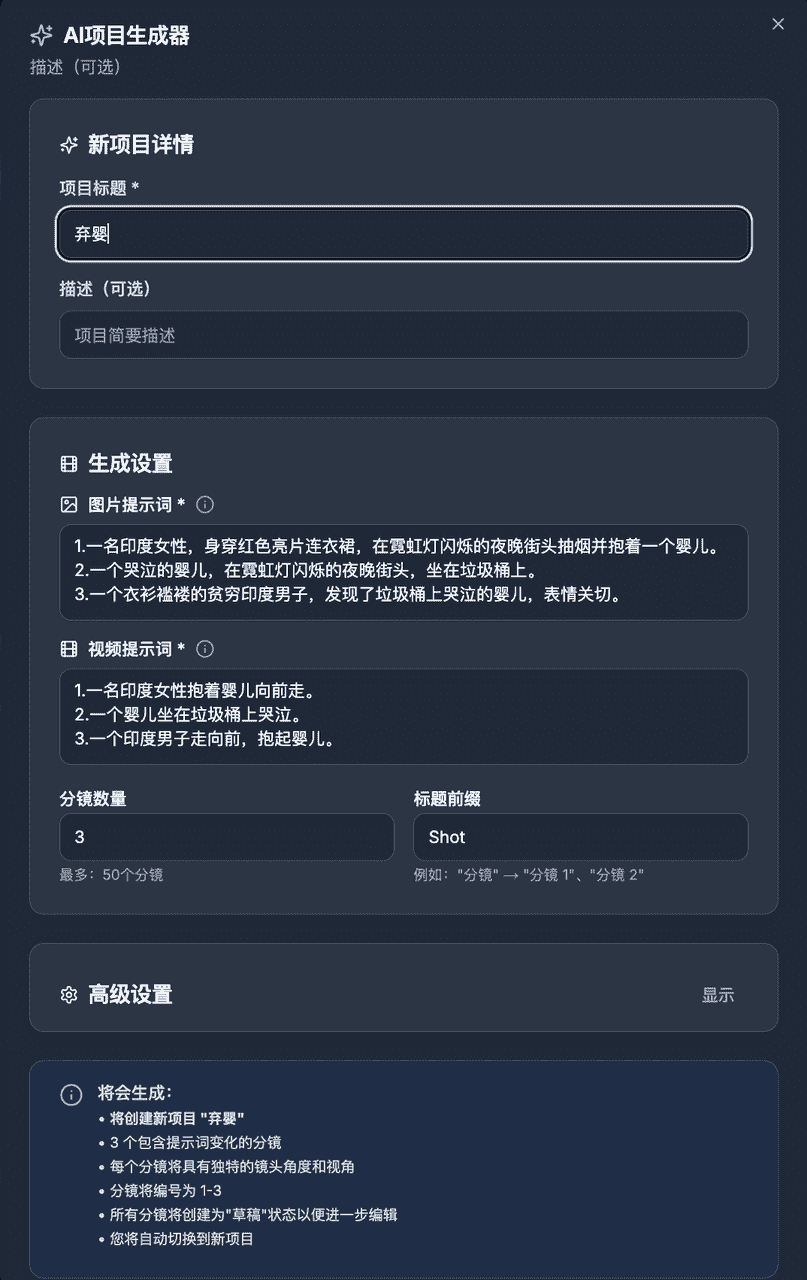 AI项目生成器
描述（可选）
新项目详情
项目标题 *
弃婴
描述（可选）
项目简要描述
生成设置
图片提示词 *
1.一名印度女性，身穿红色亮片连衣裙，在霓虹灯闪烁的夜晚街头抽烟并抱着一个婴儿。
2.一个哭泣的婴儿，在霓虹灯闪烁的夜晚街头，坐在垃圾桶上。
3.一个衣衫褴褛的贫穷印度男子，发现了垃圾桶上哭泣的婴儿，表情关切。
视频提示词 *
1.一名印度女性抱着婴儿向前走。
2.一个婴儿坐在垃圾桶上哭泣。
3.一个印度男子走向前，抱起婴儿。
分镜数量 标题前缀
3 Shot
最多：50个分镜 例如："分镜" → "分镜 1"、"分镜 2"
高级设置 显示
将会生成：
• 将创建新项目 "弃婴"
• 3 个包含提示词变化的分镜
• 每个分镜将具有独特的镜头角度和视角
• 分镜将编号为 1-3
• 所有分镜将创建为"草稿"状态以便进一步编辑
• 您将自动切换到新项目